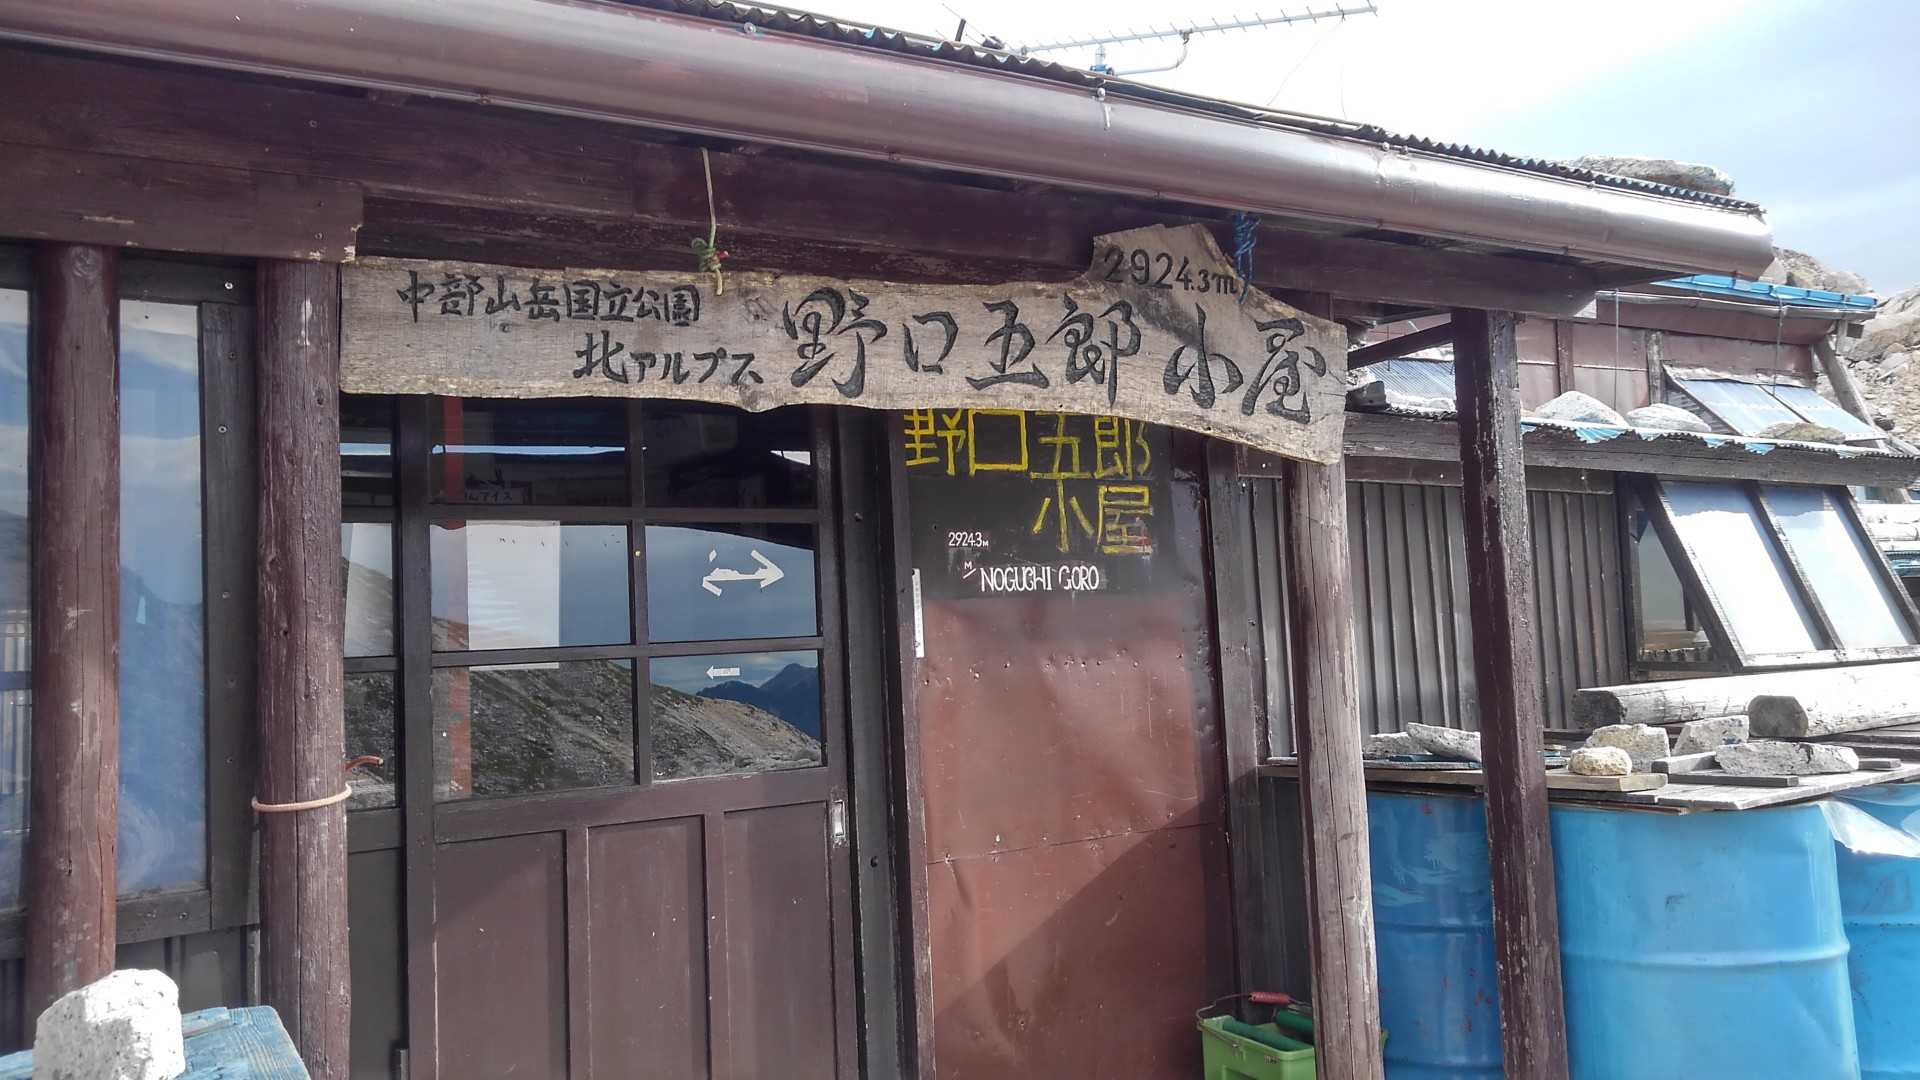 2924.3m
中部山岳国立公園
北アルプス
野口五郎小屋
野口五郎
小屋
2924.3M
M
NOGUCHI GORO